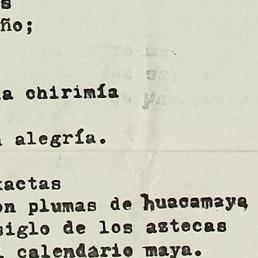 s
ño;
a chirimía
alegría.
xactas
on plumas de huacamaya
siglo de los aztecas
calendario maya.